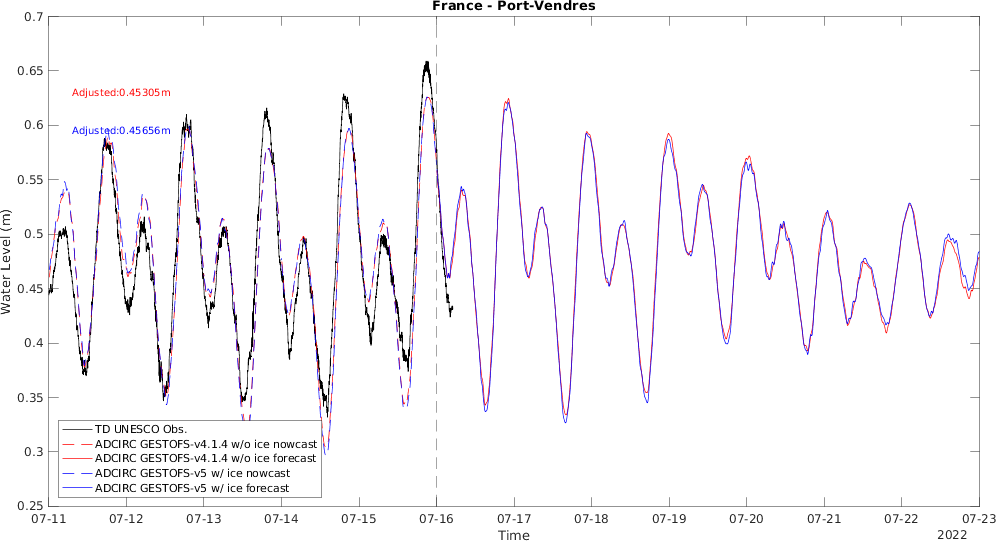 France - Port-Vendres
0.7
0.65
0.6
0.55
0.5
0.45
0.4
0.35
0.3
0.25
Water Level (m)
Adjusted:0.45305m
Adjusted:0.45656m
TD UNESCO Obs.
ADCIRC GESTOFS-v4.1.4 w/o ice nowcast
ADCIRC GESTOFS-v4.1.4 w/o ice forecast
ADCIRC GESTOFS-v5 w/ ice nowcast
ADCIRC GESTOFS-v5 w/ ice forecast
07-11 07-12 07-13 07-14 07-15 07-16 07-17 07-18 07-19 07-20 07-21 07-22 07-23
Time
2022